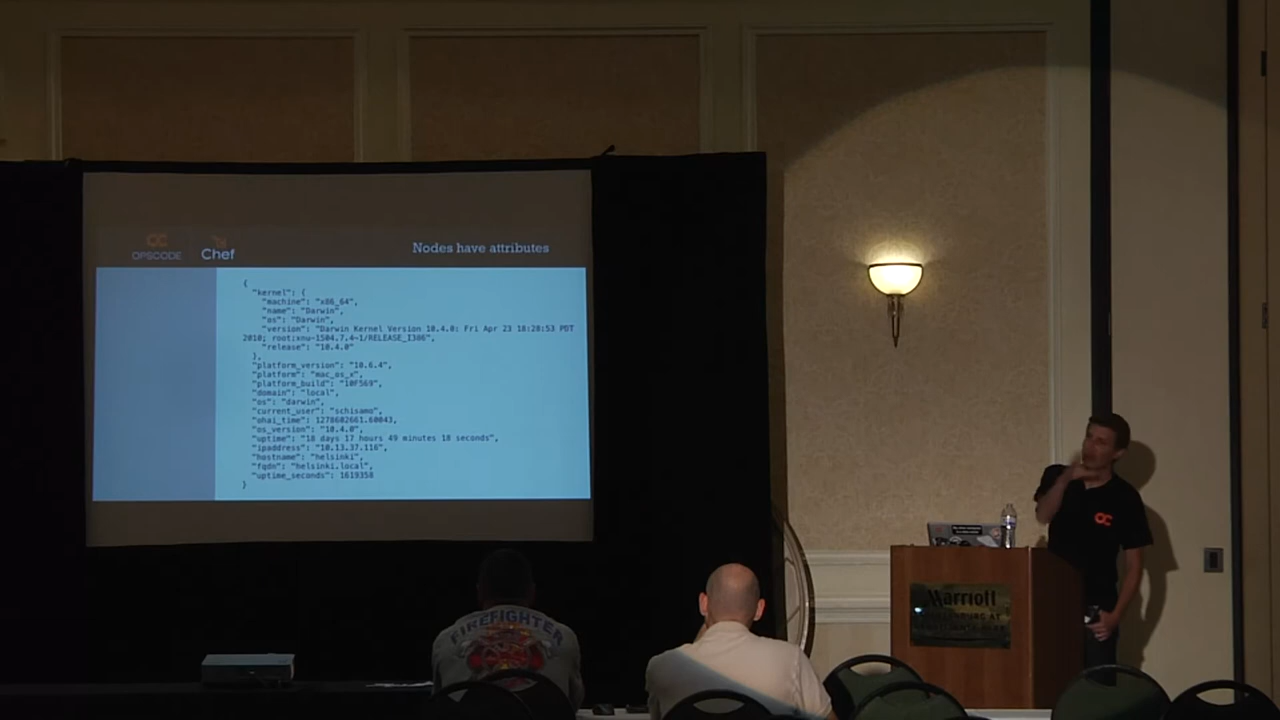 OPSCODE
Chef
Nodes have attributes
{
"kernel": {
"machine": "x86_64",
"name": "Darwin",
"os": "Darwin",
"version": "Darwin Kernel Version 10.4.0: Fri Apr 23 18:28:53 PDT
2010; root:xnu-1504.7.4~1/RELEASE_I386",
"release": "10.4.0"
},
"platform_version": "10.6.4",
"platform": "mac_os_x",
"platform_build": "10F569",
"domain": "local",
"os": "darwin",
"current_user": "schisamo",
"ohai_time": 1278602661.60043,
"os_version": "10.4.0",
"uptime": "18 days 17 hours 49 minutes 18 seconds",
"ipaddress": "10.13.37.116",
"hostname": "helsinki",
"fqdn": "helsinki.local",
"uptime_seconds": 1619358
}
FIREFIGHTER
Marriott